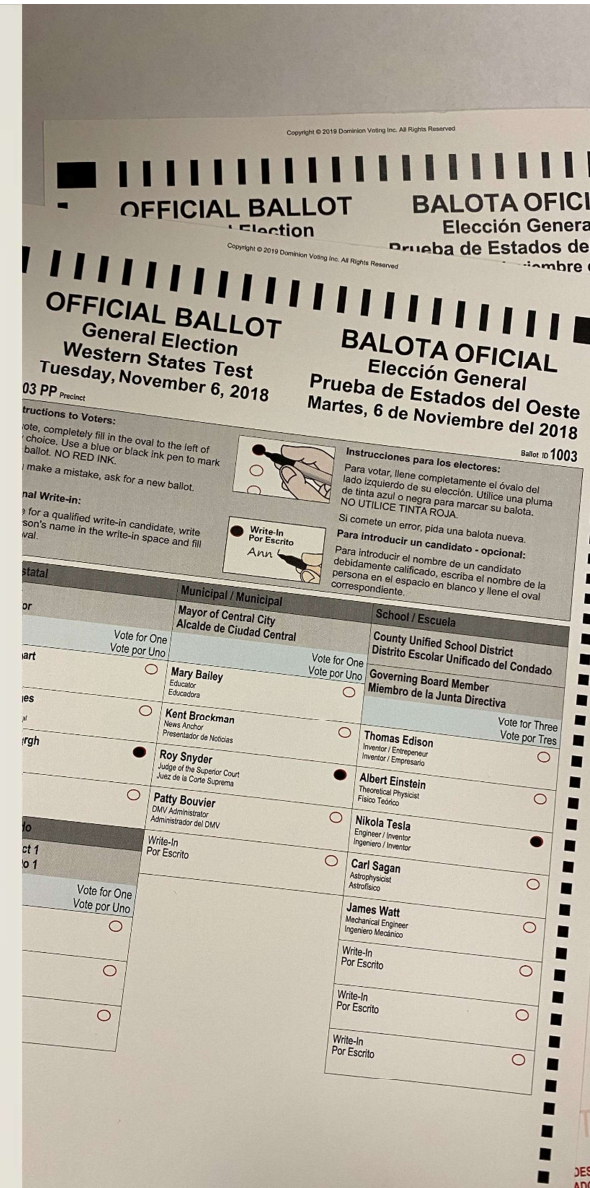 Copyright © 2019 Dominion Voting Inc. All Rights Reserved
OFFICIAL BALLOT
Election
BALOTA OFICI
Elección Genera
Prueba de Estados de
iembre
Copyright © 2019 Dominion Voting Inc. All Rights Reserved
OFFICIAL BALLOT
General Election
Western States Test
Tuesday, November 6, 2018
03 PP Precinct
BALOTA OFICIAL
Elección General
Prueba de Estados del Oeste
Martes, 6 de Noviembre del 2018
Ballot ID 1003
tructions to Voters:
ote, completely fill in the oval to the left of
choice. Use a blue or black ink pen to mark
ballot. NO RED INK.
make a mistake, ask for a new ballot.
nal Write-in:
for a qualified write-in candidate, write
son's name in the write-in space and fill
val.
Write-In
Por Escrito
Ann
Instrucciones para los electores:
Para votar, llene completamente el óvaio del
lado izquierdo de su elección. Utilice una pluma
de tinta azul o negra para marcar su balota.
NO UTILICE TINTA ROJA.
Si comete un error, pida una balota nueva.
Para introducir un candidato - opcional:
Para introducir el nombre de un candidato
debidamente calificado, escriba el nombre de la
persona en el espacio en blanco y llene el oval
correspondiente.
statal
or
Vote for One
Vote por Uno
art
es
rgh
do
ct 1
o 1
Vote for One
Vote por Uno
Municipal / Municipal
Mayor of Central City
Alcalde de Ciudad Central
Vote for One
Vote por Uno
Mary Bailey
Educator
Educadora
Kent Brockman
News Anchor
Presentador de Noticias
Roy Snyder
Judge of the Superior Court
Juez de la Corte Suprema
Patty Bouvier
DMV Administrator
Administrador del DMV
Write-In
Por Escrito
School / Escuela
County Unified School District
Distrito Escolar Unificado del Condado
Governing Board Member
Miembro de la Junta Directiva
Vote for Three
Vote por Tres
Thomas Edison
Inventor / Entrepeneur
Inventor / Empresario
Albert Einstein
Theoretical Physicist
Físico Teórico
Nikola Tesla
Engineer / Inventor
Ingeniero / Inventor
Carl Sagan
Astrophysicist
Astrofísico
James Watt
Mechanical Engineer
Ingeniero Mecánico
Write-In
Por Escrito
Write-In
Por Escrito
Write-In
Por Escrito
DES